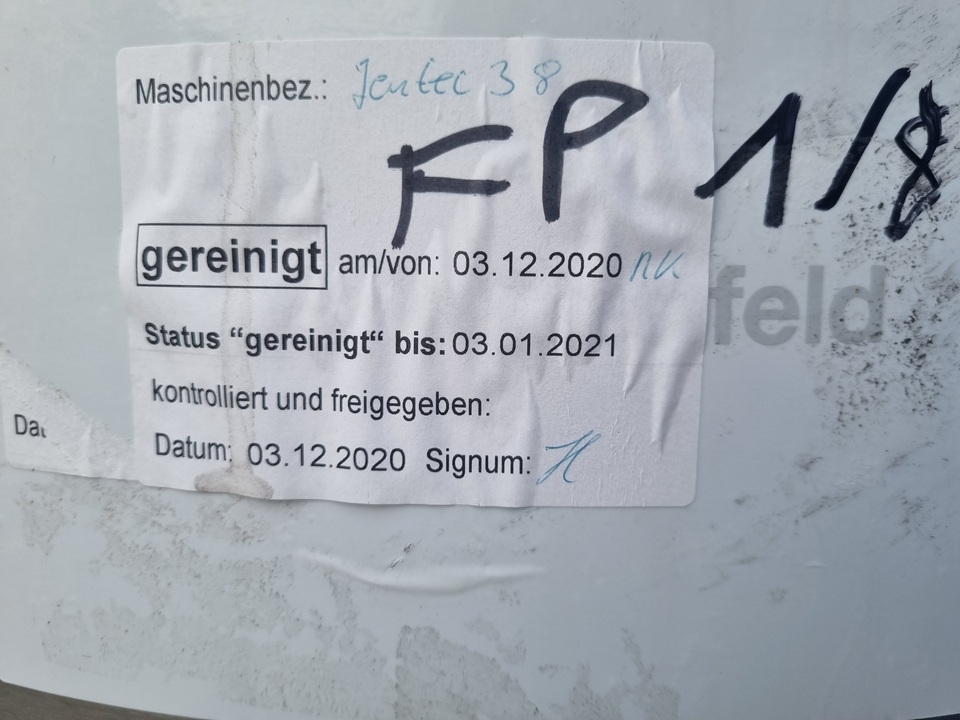 Maschinenbez.: Jentec 3 8
FP 1/8
gereinigt am/von: 03.12.2020 NK
feld
Status “gereinigt“ bis: 03.01.2021
kontrolliert und freigegeben:
Datum: 03.12.2020 Signum: